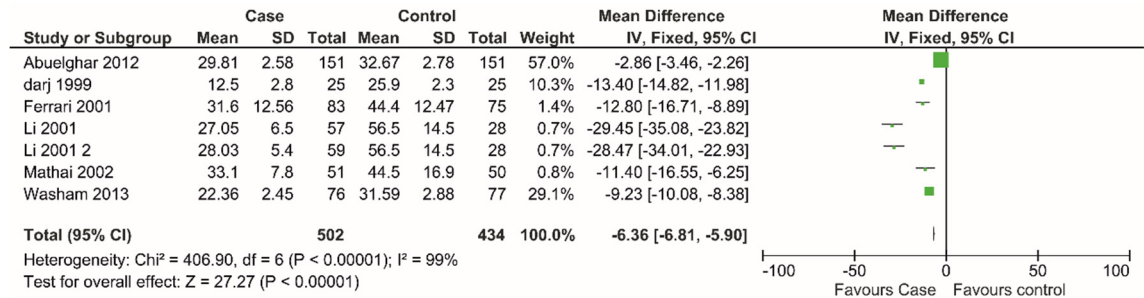 Case Control Mean Difference Mean Difference
Study or Subgroup Mean SD Total Mean SD Total Weight IV, Fixed, 95% CI IV, Fixed, 95% CI
Abuelghar 2012 29.81 2.58 151 32.67 2.78 151 57.0% -2.86 [-3.46, -2.26]
darj 1999 12.5 2.8 25 25.9 2.3 25 10.3% -13.40 [-14.82, -11.98]
Ferrari 2001 31.6 12.56 83 44.4 12.47 75 1.4% -12.80 [-16.71, -8.89]
Li 2001 27.05 6.5 57 56.5 14.5 28 0.7% -29.45 [-35.08, -23.82]
Li 2001 2 28.03 5.4 59 56.5 14.5 28 0.7% -28.47 [-34.01, -22.93]
Mathai 2002 33.1 7.8 51 44.5 16.9 50 0.8% -11.40 [-16.55, -6.25]
Washam 2013 22.36 2.45 76 31.59 2.88 77 29.1% -9.23 [-10.08, -8.38]
Total (95% CI) 502 434 100.0% -6.36 [-6.81, -5.90]
Heterogeneity: Chi² = 406.90, df = 6 (P < 0.00001); I² = 99%
Test for overall effect: Z = 27.27 (P < 0.00001)
-100 -50 0 50 100
Favours Case Favours control